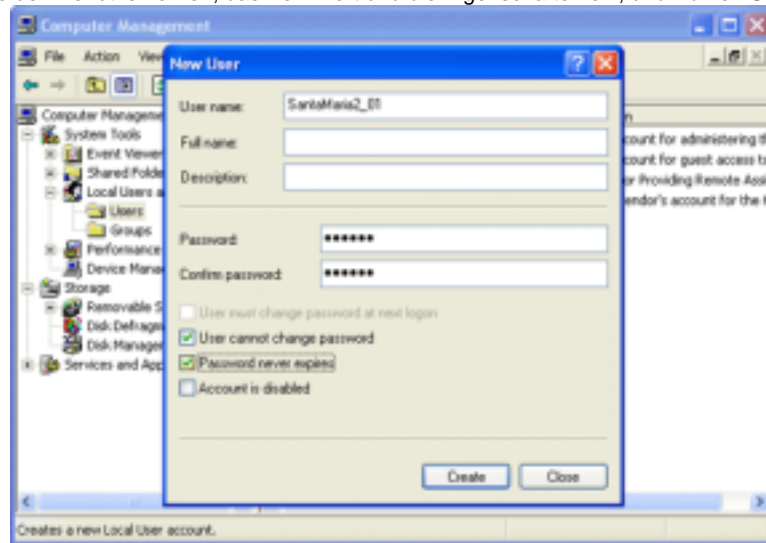 Computer Management
File Action View
New User
User name: SantaMaria2_01
Full name:
Description:
Password:
Confirm password:
User must change password at next logon
User cannot change password
Password never expires
Account is disabled
Create Close
Computer Manageme
System Tools
Event Viewer
Shared Folde
Local Users a
Users
Groups
Performance
Device Mana
Storage
Removable S
Disk Defragm
Disk Manager
Services and App
count for administering th
count for guest access to
or Providing Remote Assi
endor's account for the
Creates a new Local User account.